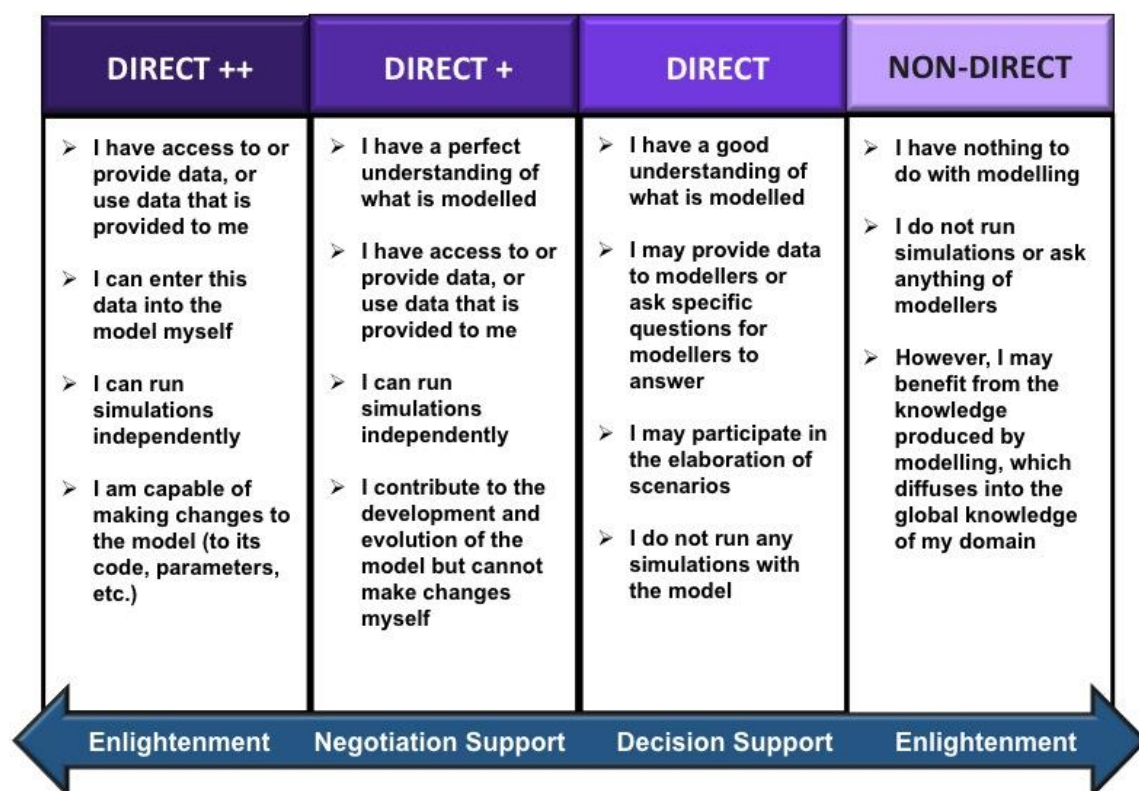 DIRECT ++
➢ I have access to or
provide data, or
use data that is
provided to me
➢ I can enter this
data into the
model myself
➢ I can run
simulations
independently
➢ I am capable of
making changes to
the model (to its
code, parameters,
etc.)
DIRECT +
➢ I have a perfect
understanding of
what is modelled
➢ I have access to or
provide data, or
use data that is
provided to me
➢ I can run
simulations
independently
➢ I contribute to the
development and
evolution of the
model but cannot
make changes
myself
DIRECT
➢ I have a good
understanding of
what is modelled
➢ I may provide data
to modellers or
ask specific
questions for
modellers to
answer
➢ I may participate in
the elaboration of
scenarios
➢ I do not run any
simulations with
the model
NON-DIRECT
➢ I have nothing to
do with modelling
➢ I do not run
simulations or ask
anything of
modellers
➢ However, I may
benefit from the
knowledge
produced by
modelling, which
diffuses into the
global knowledge
of my domain
Enlightenment
Negotiation Support
Decision Support
Enlightenment